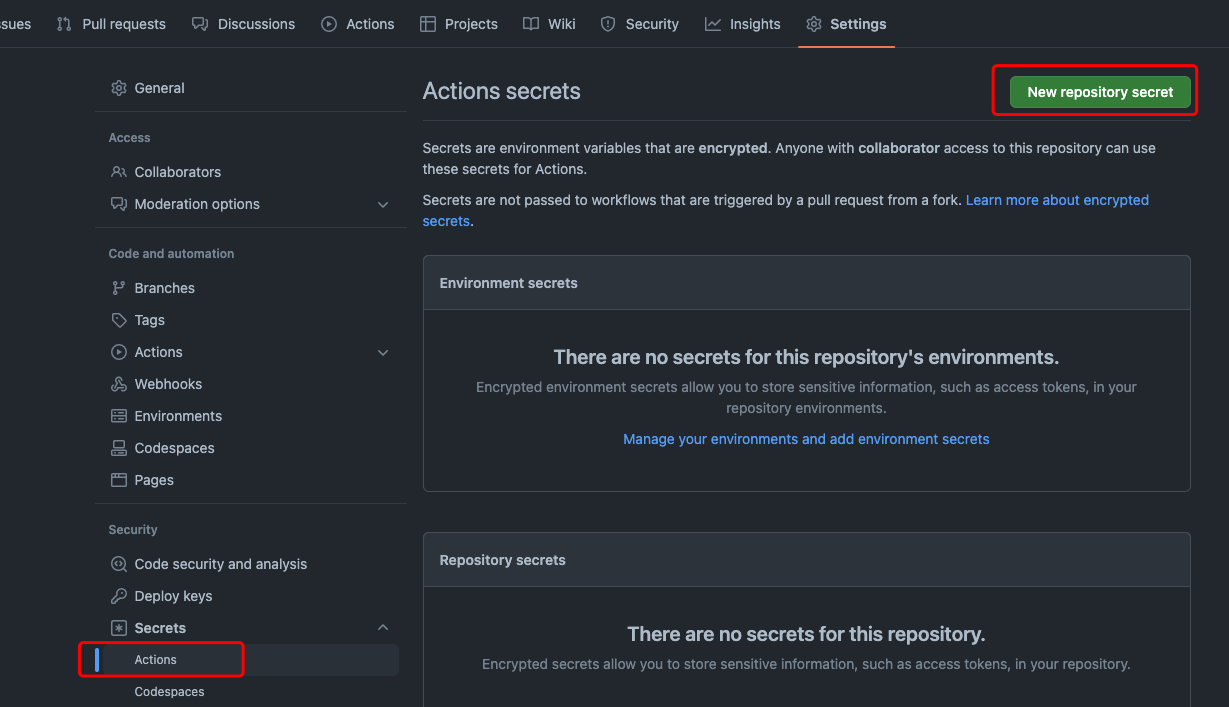 ssues Pull requests Discussions Actions Projects Wiki Security Insights Settings
General
Access
Collaborators
Moderation options
Code and automation
Branches
Tags
Actions
Webhooks
Environments
Codespaces
Pages
Security
Code security and analysis
Deploy keys
Secrets
Actions
Codespaces
Actions secrets
New repository secret
Secrets are environment variables that are encrypted. Anyone with collaborator access to this repository can use
these secrets for Actions.
Secrets are not passed to workflows that are triggered by a pull request from a fork. Learn more about encrypted
secrets.
Environment secrets
There are no secrets for this repository's environments.
Encrypted environment secrets allow you to store sensitive information, such as access tokens, in your
repository environments.
Manage your environments and add environment secrets
Repository secrets
There are no secrets for this repository.
Encrypted secrets allow you to store sensitive information, such as access tokens, in your repository.